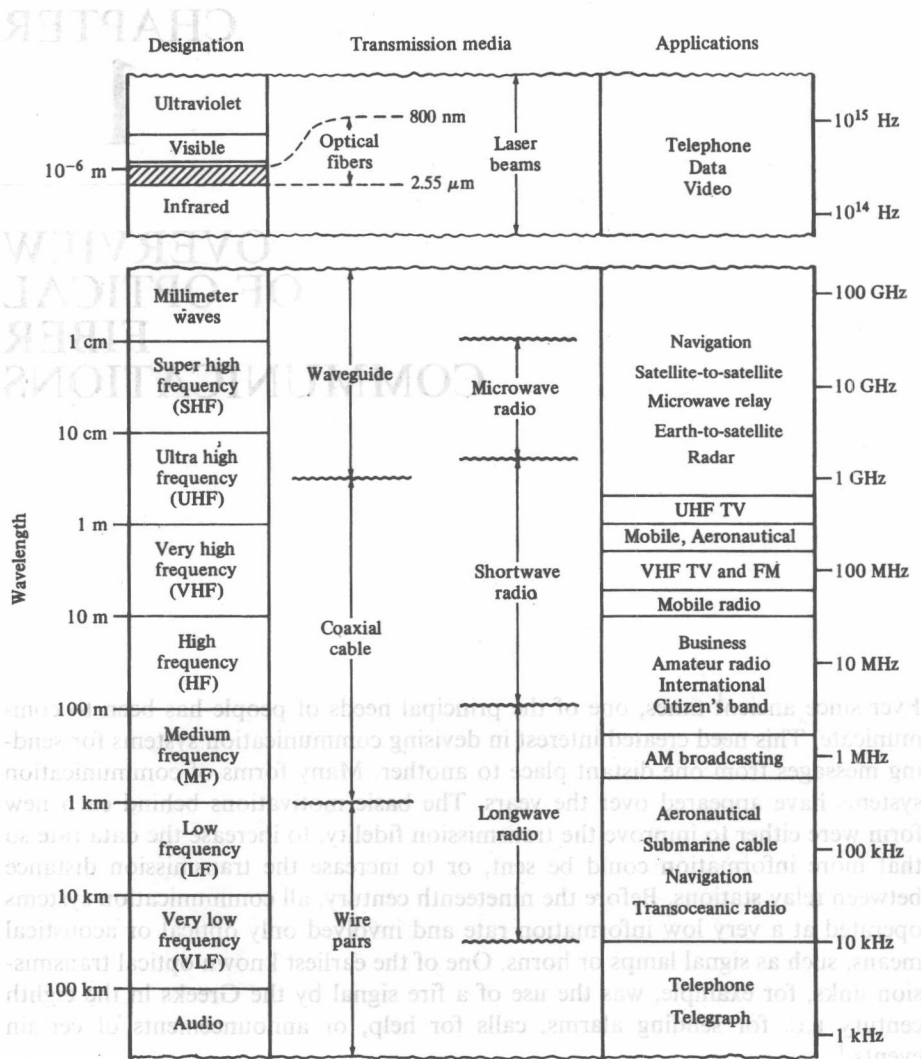 Designation
Transmission media
Applications
Ultraviolet
Visible
Infrared
10⁻⁶ m
800 nm
Optical
fibers
2.55 μm
Laser
beams
Telephone
Data
Video
10¹⁵ Hz
10¹⁴ Hz
Wavelength
Millimeter
waves
1 cm
Super high
frequency
(SHF)
10 cm
Ultra high
frequency
(UHF)
1 m
Very high
frequency
(VHF)
10 m
High
frequency
(HF)
100 m
Medium
frequency
(MF)
1 km
Low
frequency
(LF)
10 km
Very low
frequency
(VLF)
100 km
Audio
Waveguide
Coaxial
cable
Wire
pairs
Microwave
radio
Shortwave
radio
Longwave
radio
Navigation
Satellite-to-satellite
Microwave relay
Earth-to-satellite
Radar
UHF TV
Mobile, Aeronautical
VHF TV and FM
Mobile radio
Business
Amateur radio
International
Citizen's band
AM broadcasting
Aeronautical
Submarine cable
Navigation
Transoceanic radio
Telephone
Telegraph
100 GHz
10 GHz
1 GHz
100 MHz
10 MHz
1 MHz
100 kHz
10 kHz
1 kHz